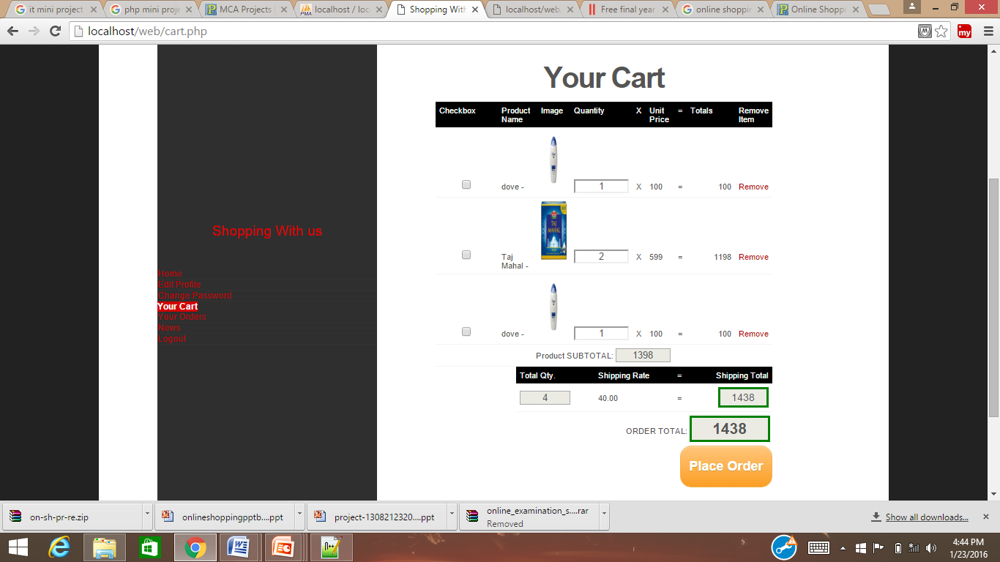 it mini project
php mini proje
MCA Projects
localhost / loc
Shopping With
localhost/web,
Free final year
online shoppin
Online Shoppi
localhost/web/cart.php
my
Your Cart
Checkbox Product Name Image Quantity X Unit Price = Totals Remove Item
dove - 1 X 100 = 100 Remove
TAJ MAHAL
Taj Mahal - 2 X 599 = 1198 Remove
dove - 1 X 100 = 100 Remove
Product SUBTOTAL: 1398
Total Qty. Shipping Rate = Shipping Total
4 40.00 = 1438
ORDER TOTAL: 1438
Place Order
Shopping With us
Home
Edit Profile
Change Password
Your Cart
Your Orders
News
Logout
on-sh-pr-re.zip
onlineshoppingpptb....ppt
project-1308212320....ppt
online_examination_s....rar
Removed
Show all downloads...
4:44 PM
1/23/2016